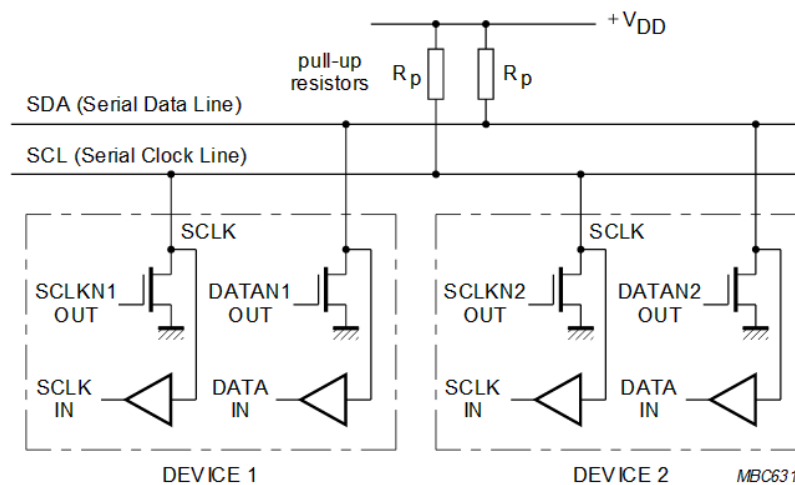 +VDD
pull-up
resistors
Rp
Rp
SDA (Serial Data Line)
SCL (Serial Clock Line)
SCLK
SCLK
SCLKN1
OUT
DATAN1
OUT
SCLKN2
OUT
DATAN2
OUT
SCLK
IN
DATA
IN
SCLK
IN
DATA
IN
DEVICE 1
DEVICE 2
MBC631